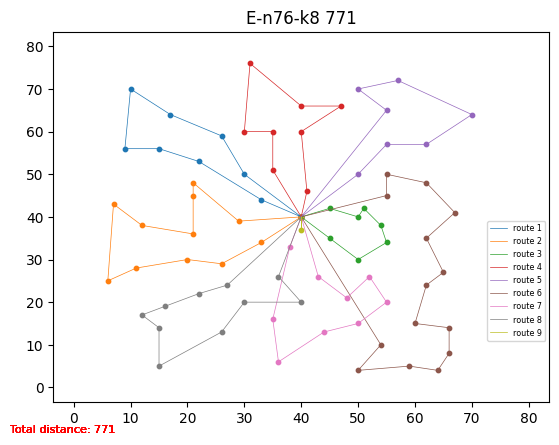 E-n76-k8 771
80
70
60
50
40
30
20
10
0
0 10 20 30 40 50 60 70 80
route 1
route 2
route 3
route 4
route 5
route 6
route 7
route 8
route 9
Total distance: 771